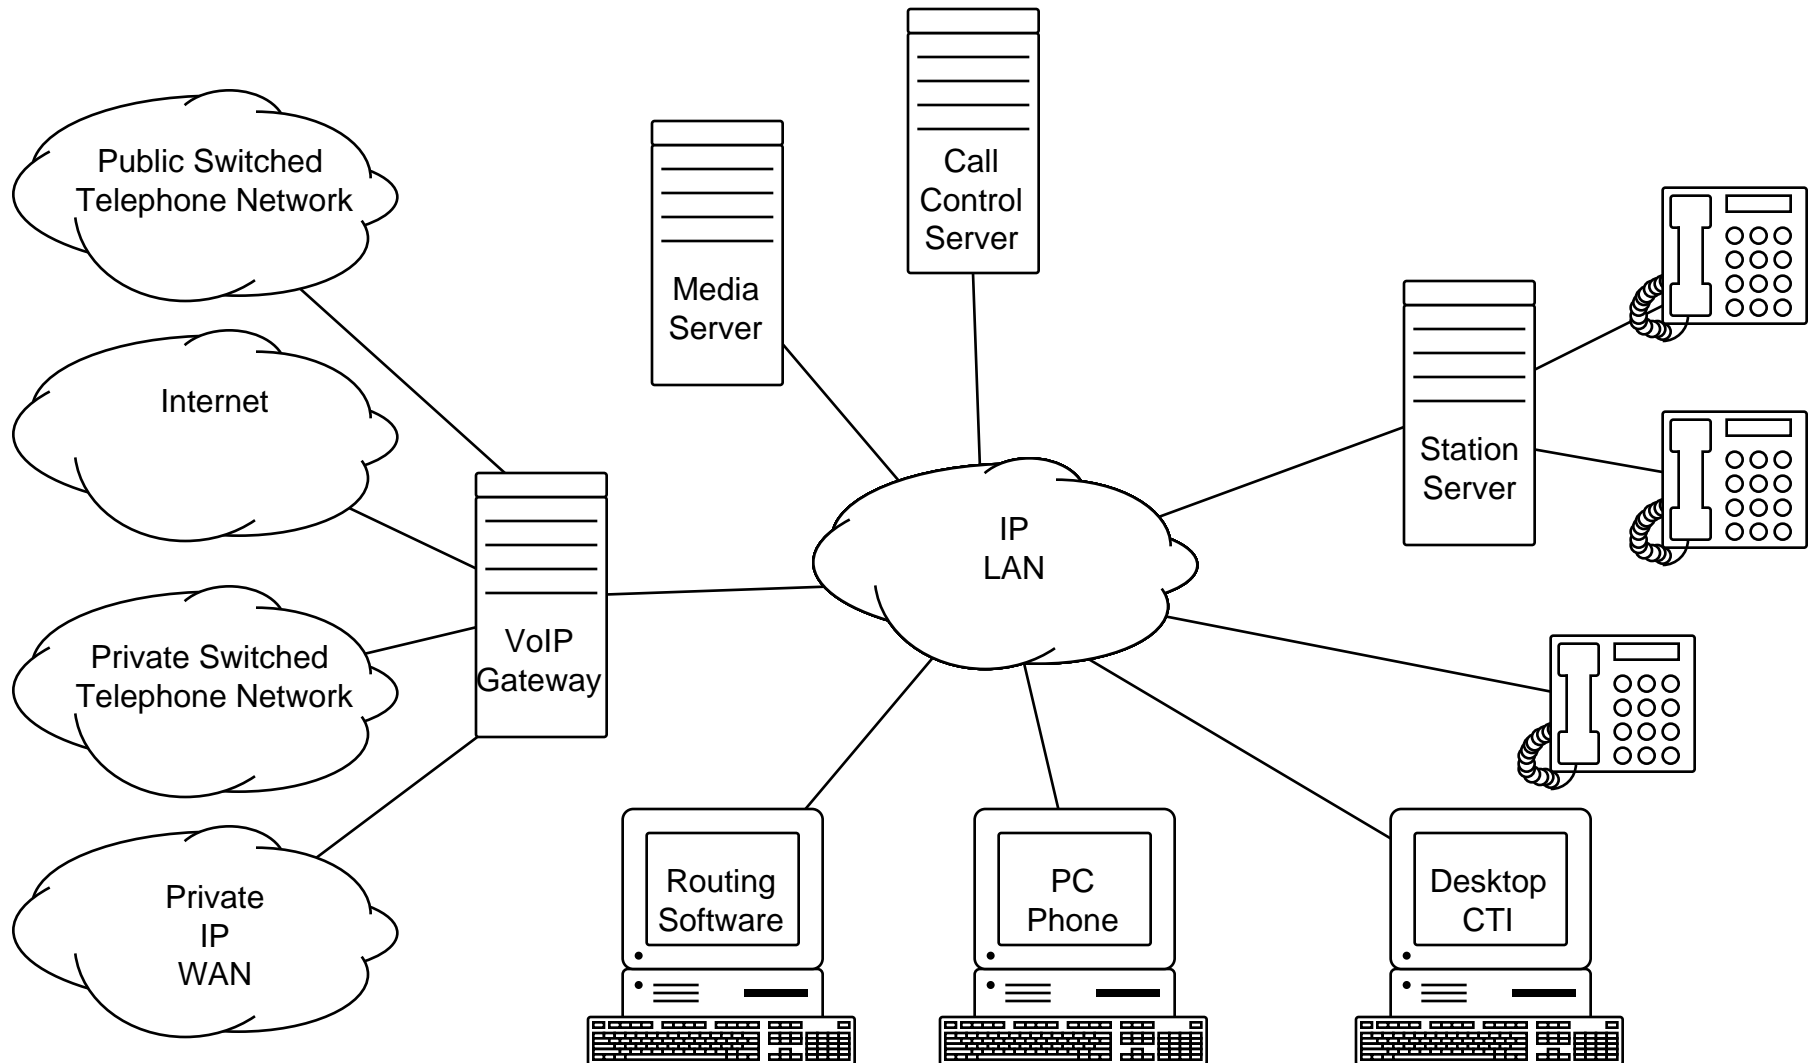 Public Switched
Telephone Network
Internet
Private Switched
Telephone Network
Private
IP
WAN
VoIP
Gateway
Media
Server
Call
Control
Server
IP
LAN
Station
Server
Routing
Software
PC
Phone
Desktop
CTI